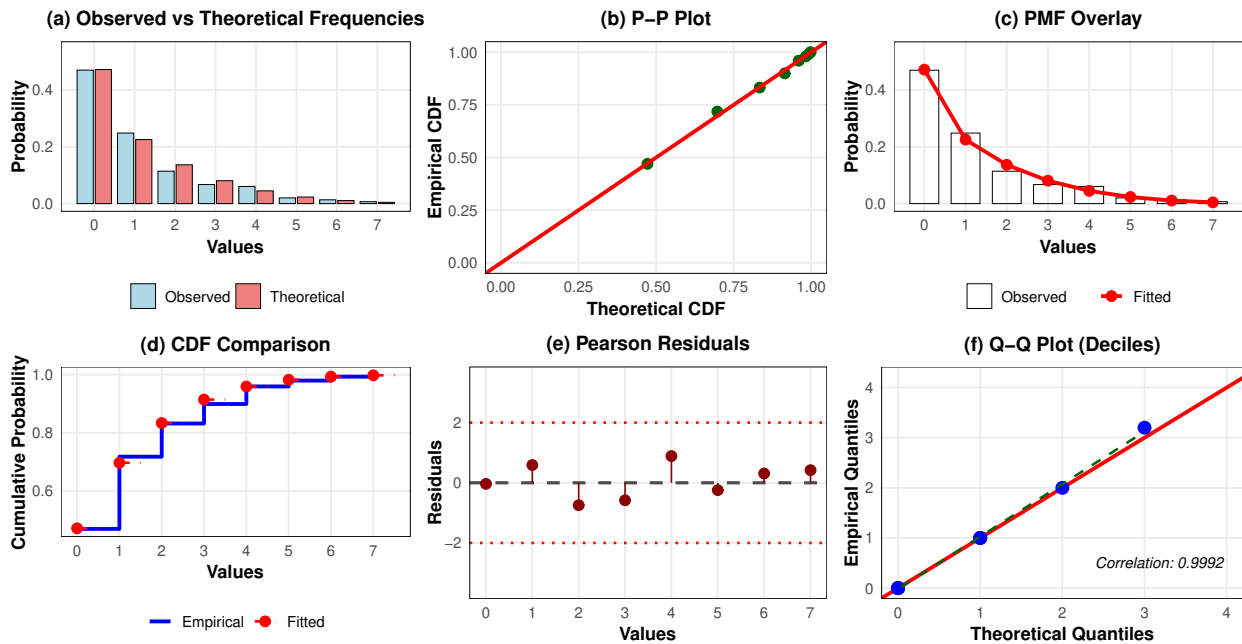 (a) Observed vs Theoretical Frequencies
Probability
0.4
0.2
0.0
0 1 2 3 4 5 6 7
Values
Observed Theoretical
(b) P−P Plot
Empirical CDF
1.00
0.75
0.50
0.25
0.00
0.00 0.25 0.50 0.75 1.00
Theoretical CDF
(c) PMF Overlay
Probability
0.4
0.2
0.0
0 1 2 3 4 5 6 7
Values
Observed Fitted
(d) CDF Comparison
Cumulative Probability
1.0
0.8
0.6
0 1 2 3 4 5 6 7
Values
Empirical Fitted
(e) Pearson Residuals
Residuals
2
0
−2
0 1 2 3 4 5 6 7
Values
(f) Q−Q Plot (Deciles)
Empirical Quantiles
4
3
2
1
0
Correlation: 0.9992
0 1 2 3 4
Theoretical Quantiles